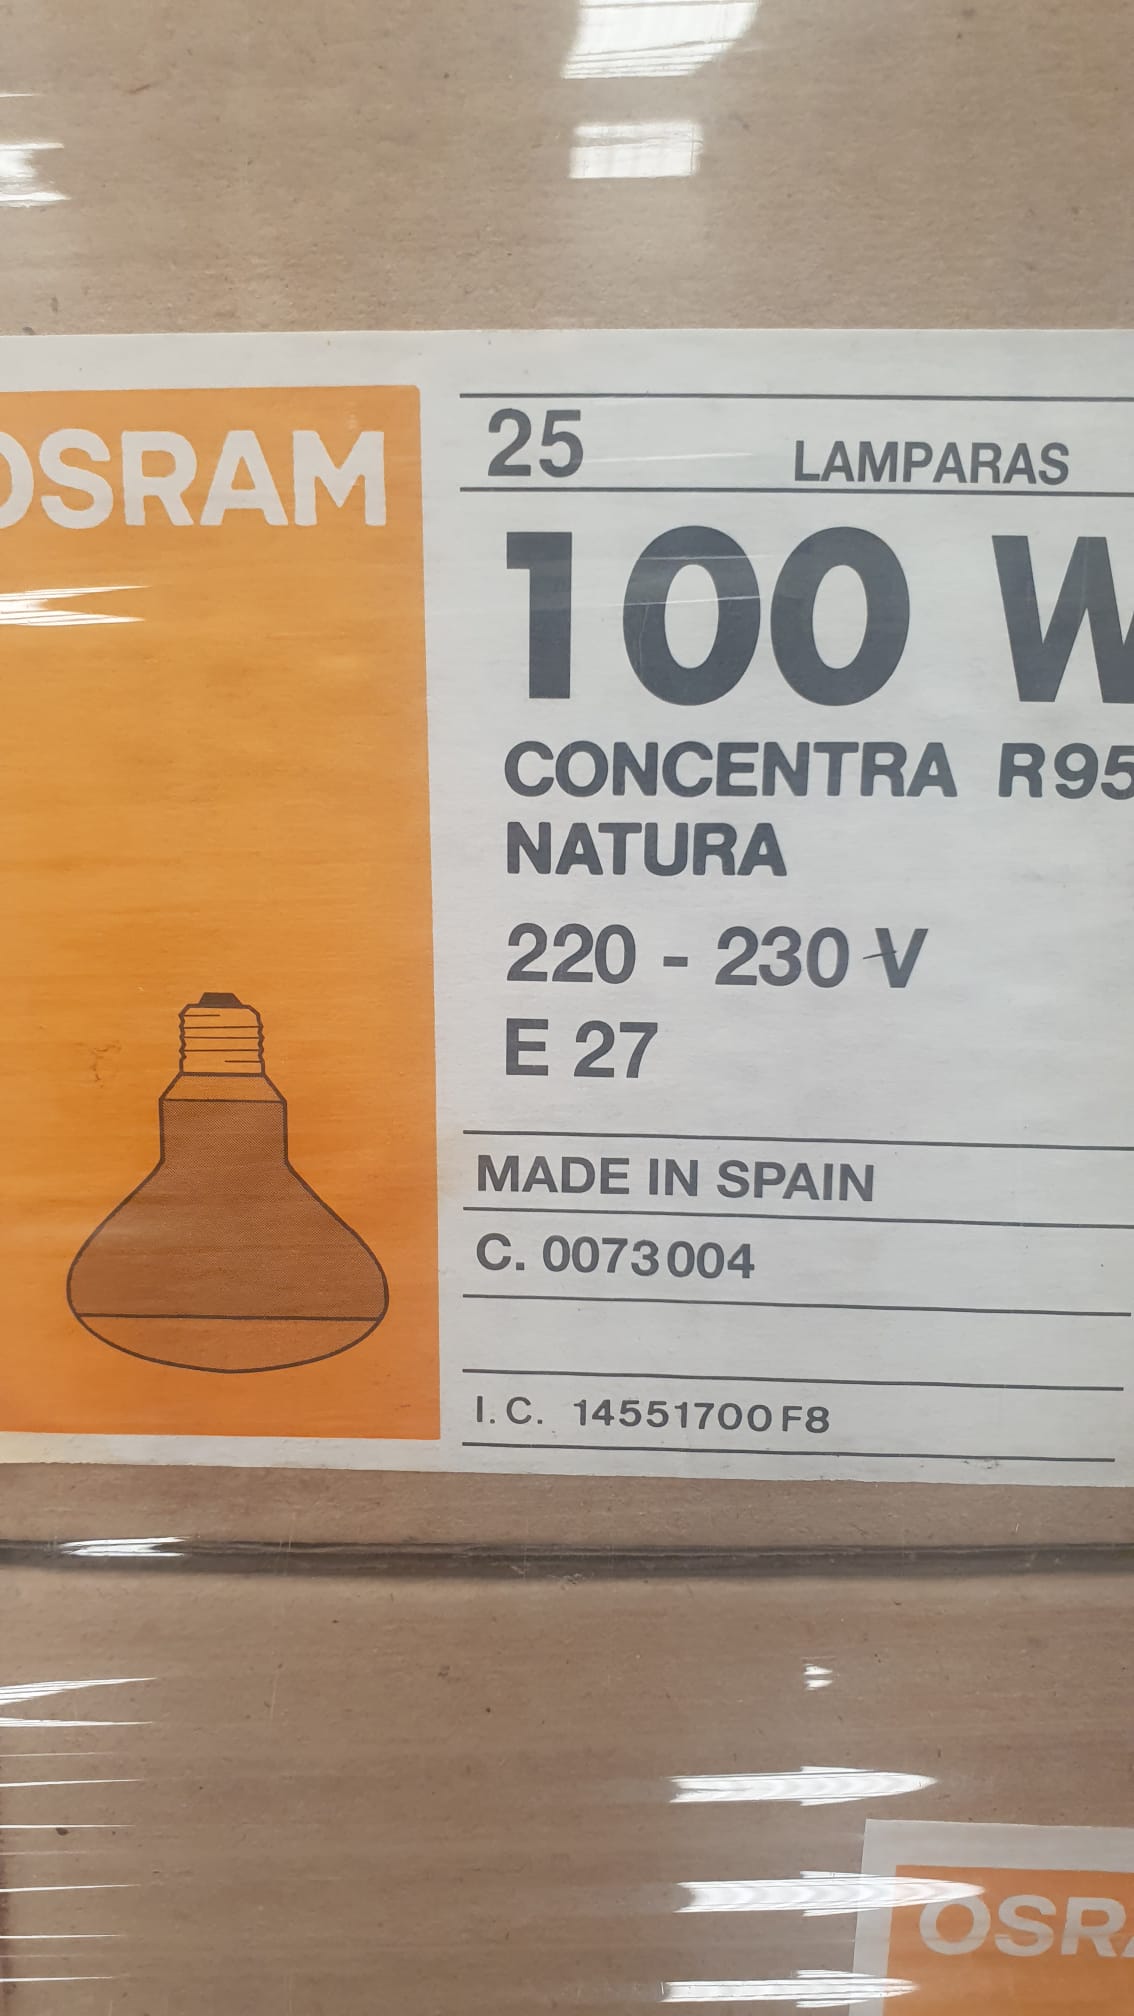 OSRAM
25 LAMPARAS
100 W
CONCENTRA R95
NATURA
220 - 230 V
E 27
MADE IN SPAIN
C. 0073004
I.C. 14551700F8
OSRA